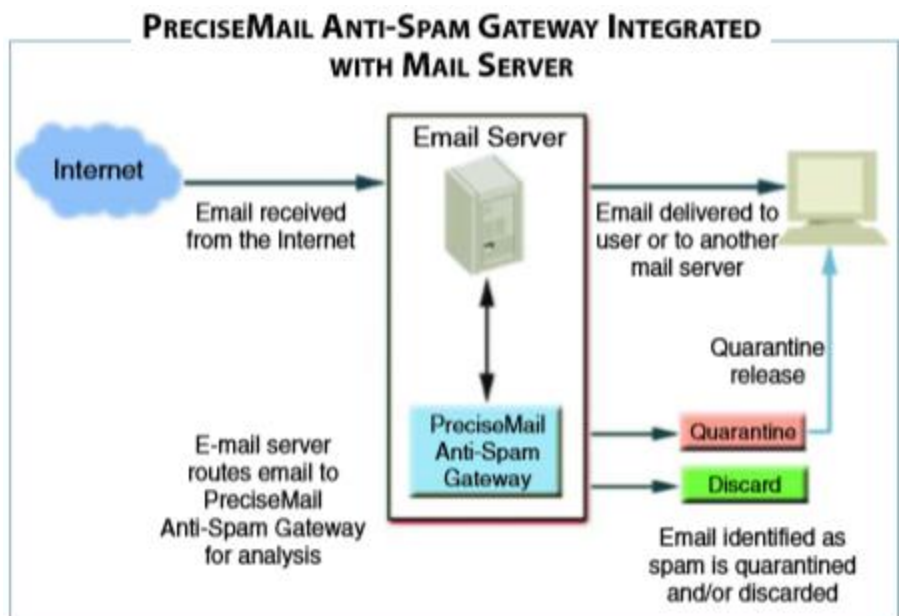 PRECISEMAIL ANTI-SPAM GATEWAY INTEGRATED
WITH MAIL SERVER
Internet
Email received
from the Internet
Email Server
Email delivered to
user or to another
mail server
Quarantine
release
PreciseMail
Anti-Spam
Gateway
Quarantine
Discard
E-mail server
routes email to
PreciseMail
Anti-Spam Gateway
for analysis
Email identified as
spam is quarantined
and/or discarded